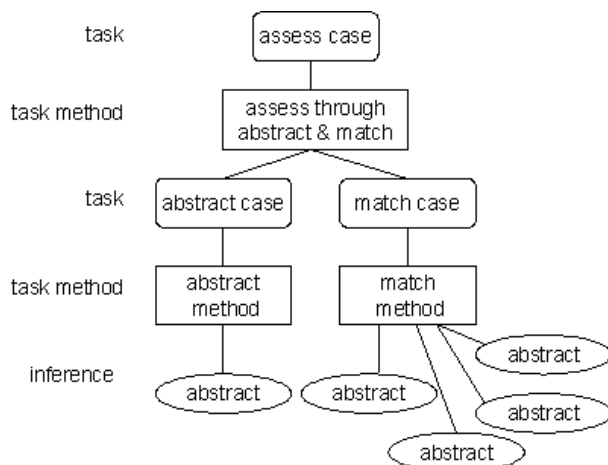 task
assess case
task method
assess through
abstract & match
task
abstract case
match case
task method
abstract
method
match
method
inference
abstract
abstract
abstract
abstract
abstract